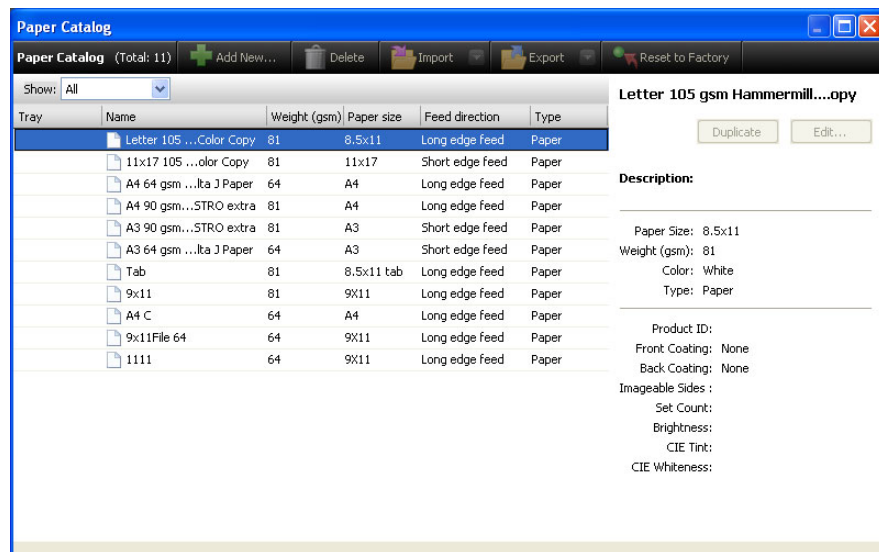 Paper Catalog
Paper Catalog (Total: 11) Add New... Delete Import Export Reset to Factory
Show: All
Tray Name Weight (gsm) Paper size Feed direction Type
Letter 105 ...Color Copy 81 8.5x11 Long edge feed Paper
11x17 105 ...olor Copy 81 11x17 Short edge feed Paper
A4 64 gsm ...lta J Paper 64 A4 Long edge feed Paper
A4 90 gsm...STRO extra 81 A4 Long edge feed Paper
A3 90 gsm...STRO extra 81 A3 Short edge feed Paper
A3 64 gsm ...lta J Paper 64 A3 Short edge feed Paper
Tab 81 8.5x11 tab Long edge feed Paper
9x11 81 9X11 Long edge feed Paper
A4 C 64 A4 Long edge feed Paper
9x11File 64 64 9X11 Long edge feed Paper
1111 64 9X11 Long edge feed Paper
Letter 105 gsm Hammermill....opy
Duplicate Edit...
Description:
Paper Size: 8.5x11
Weight (gsm): 81
Color: White
Type: Paper
Product ID:
Front Coating: None
Back Coating: None
Imageable Sides :
Set Count:
Brightness:
CIE Tint:
CIE Whiteness: